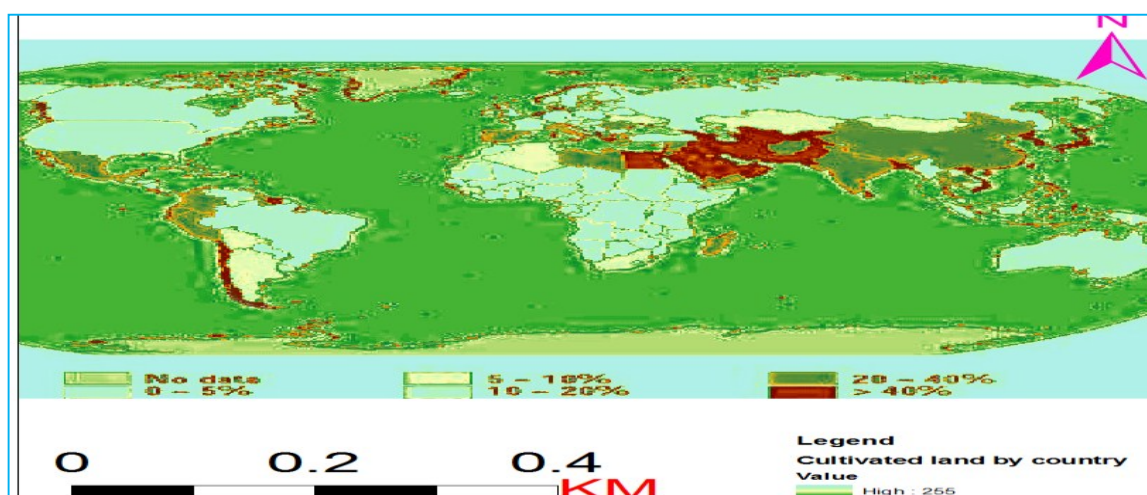 N
No data 5 – 10% 20 – 40%
0 – 5% 10 – 20% > 40%
0 0.2 0.4
KM
Legend
Cultivated land by country
Value
High : 255